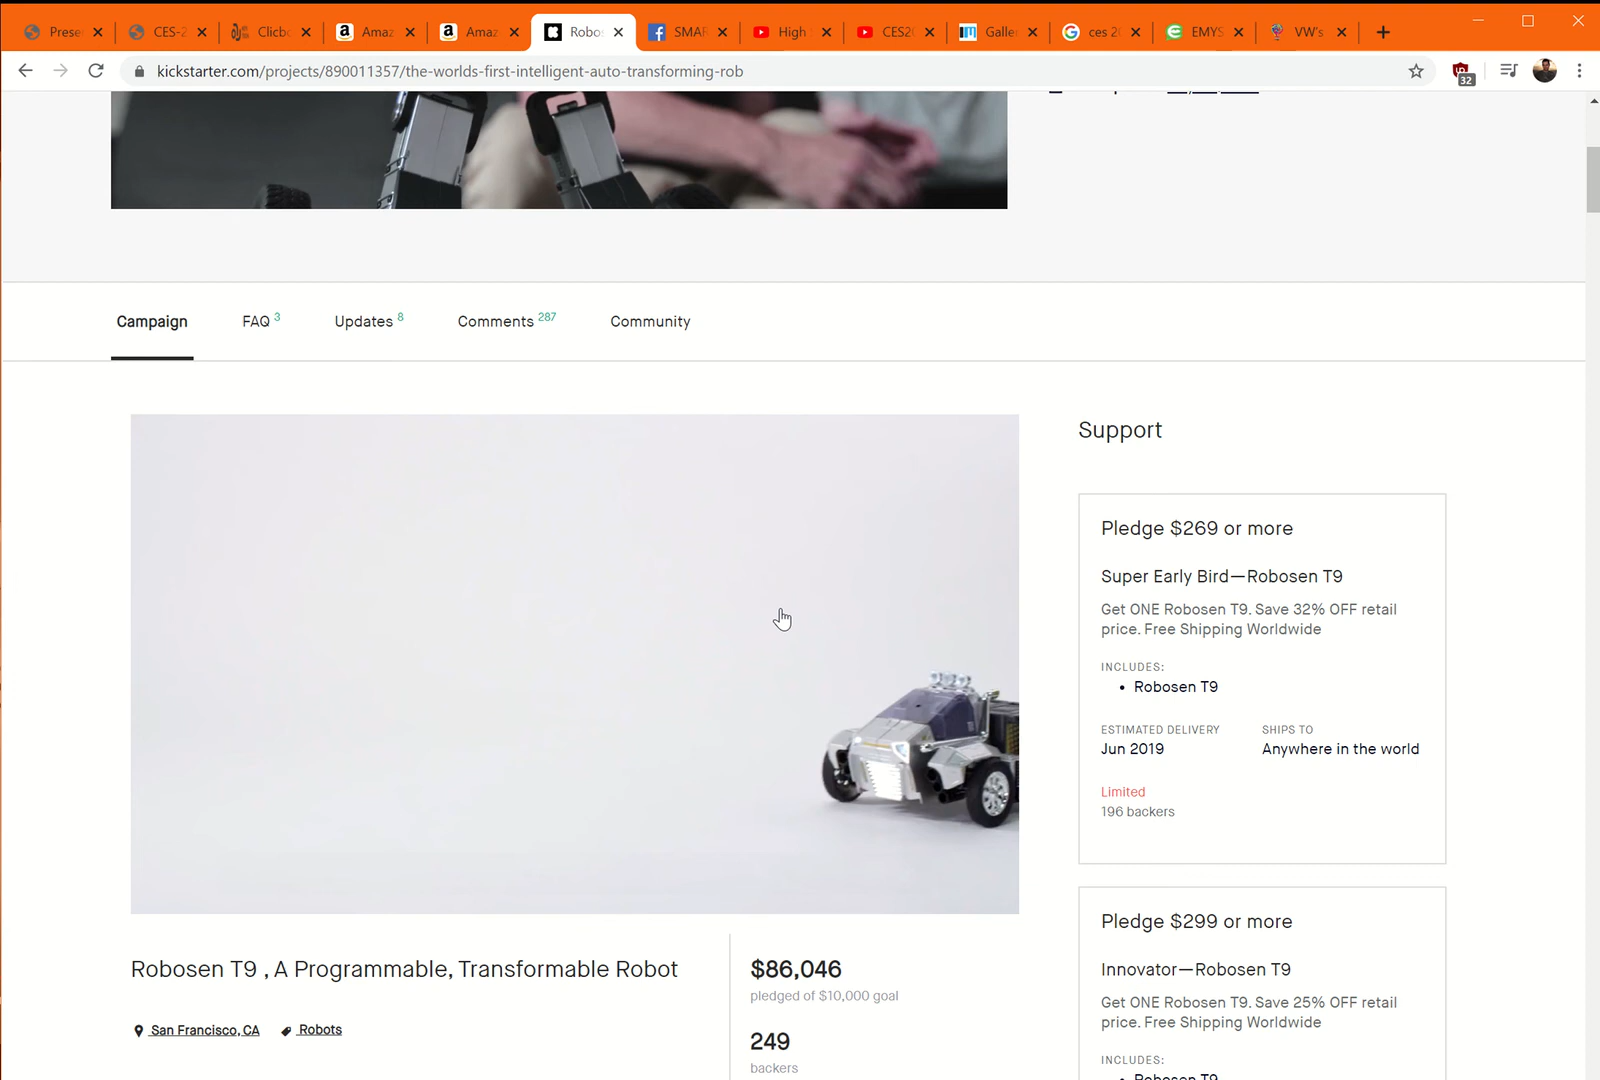 Prese
CES-2
Clicbo
Amaz
Amaz
Robos
SMAR
High
CES20
Galle
ces 20
EMYS
VW's
kickstarter.com/projects/890011357/the-worlds-first-intelligent-auto-transforming-rob
32
Campaign
FAQ 3
Updates 8
Comments 287
Community
Support
Pledge $269 or more
Super Early Bird—Robosen T9
Get ONE Robosen T9. Save 32% OFF retail
price. Free Shipping Worldwide
INCLUDES:
• Robosen T9
ESTIMATED DELIVERY
Jun 2019
SHIPS TO
Anywhere in the world
Limited
196 backers
Pledge $299 or more
Innovator—Robosen T9
Get ONE Robosen T9. Save 25% OFF retail
price. Free Shipping Worldwide
INCLUDES:
• Robosen T9
Robosen T9 , A Programmable, Transformable Robot
San Francisco, CA
Robots
$86,046
pledged of $10,000 goal
249
backers